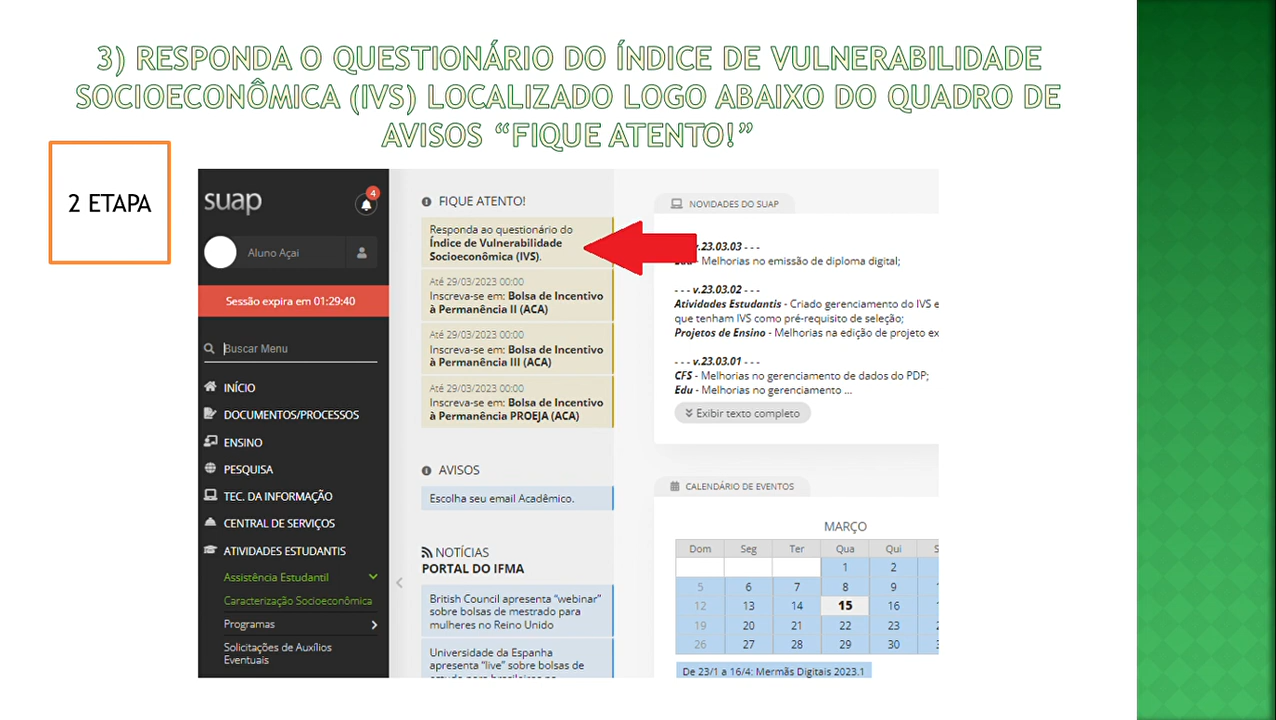 3) RESPONDA O QUESTIONÁRIO DO ÍNDICE DE VULNERABILIDADE
SOCIOECONÔMICA (IVS) LOCALIZADO LOGO ABAIXO DO QUADRO DE
AVISOS “FIQUE ATENTO!”
2 ETAPA
suap
4
Aluno Açai
Sessão expira em 01:29:40
Buscar Menu
INÍCIO
DOCUMENTOS/PROCESSOS
ENSINO
PESQUISA
TEC. DA INFORMAÇÃO
CENTRAL DE SERVIÇOS
ATIVIDADES ESTUDANTIS
Assistência Estudantil
Caracterização Socioeconômica
Programas
Solicitações de Auxílios
Eventuais
FIQUE ATENTO!
Responda ao questionário do
Índice de Vulnerabilidade
Socioeconômica (IVS).
Até 29/03/2023 00:00
Inscreva-se em: Bolsa de Incentivo
à Permanência II (ACA)
Até 29/03/2023 00:00
Inscreva-se em: Bolsa de Incentivo
à Permanência III (ACA)
Até 29/03/2023 00:00
Inscreva-se em: Bolsa de Incentivo
à Permanência PROEJA (ACA)
AVISOS
Escolha seu email Acadêmico.
NOTÍCIAS
PORTAL DO IFMA
British Council apresenta “webinar”
sobre bolsas de mestrado para
mulheres no Reino Unido
Universidade da Espanha
apresenta “live” sobre bolsas de
NOVIDADES DO SUAP
v.23.03.03 - - -
- Melhorias no emissão de diploma digital;
- - - v.23.03.02 - - -
Atividades Estudantis - Criado gerenciamento do IVS e
que tenham IVS como pré-requisito de seleção;
Projetos de Ensino - Melhorias na edição de projeto ex
- - - v.23.03.01 - - -
CFS - Melhorias no gerenciamento de dados do PDP;
Edu - Melhorias no gerenciamento ...
Exibir texto completo
CALENDÁRIO DE EVENTOS
MARÇO
Dom Seg Ter Qua Qui S
1 2
5 6 7 8 9
12 13 14 15 16
19 20 21 22 23
26 27 28 29 30
De 23/1 a 16/4: Mermãs Digitais 2023.1